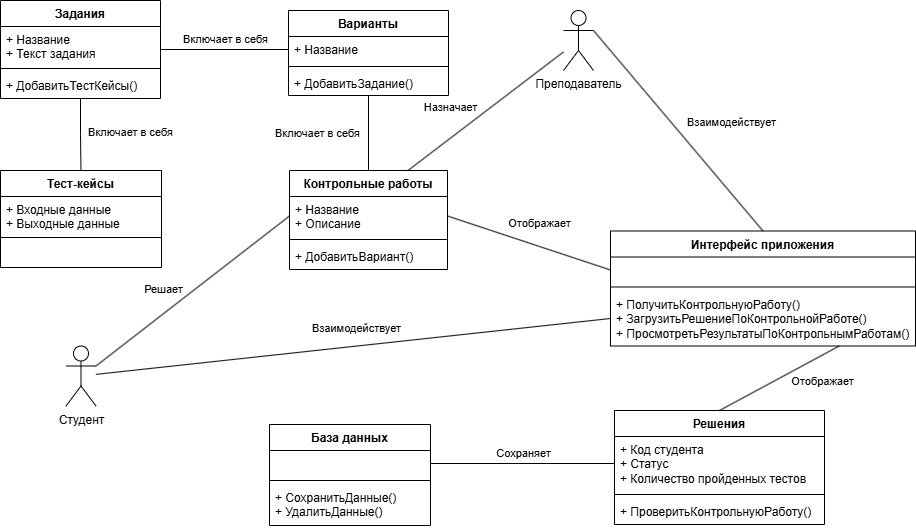 Задания
+ Название
+ Текст задания
+ ДобавитьТестКейсы()
Включает в себя
Варианты
+ Название
+ ДобавитьЗадание()
Преподаватель
Назначает
Взаимодействует
Включает в себя
Включает в себя
Тест-кейсы
+ Входные данные
+ Выходные данные
Контрольные работы
+ Название
+ Описание
+ ДобавитьВариант()
Отображает
Интерфейс приложения
+ ПолучитьКонтрольнуюРаботу()
+ ЗагрузитьРешениеПоКонтрольнойРаботе()
+ ПросмотретьРезультатыПоКонтрольнымРаботам()
Решает
Взаимодействует
Студент
Отображает
База данных
+ СохранитьДанные()
+ УдалитьДанные()
Сохраняет
Решения
+ Код студента
+ Статус
+ Количество пройденных тестов
+ ПроверитьКонтрольнуюРаботу()